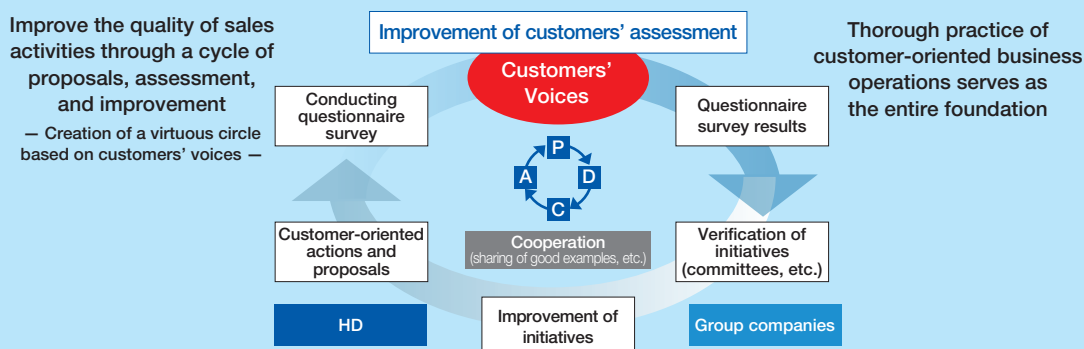 Improve the quality of sales
activities through a cycle of
proposals, assessment,
and improvement
— Creation of a virtuous circle
based on customers’ voices —
Improvement of customers’ assessment
Customers’
Voices
Thorough practice of
customer-oriented business
operations serves as
the entire foundation
Conducting
questionnaire
survey
Questionnaire
survey results
P
A
D
C
Customer-oriented
actions and
proposals
Cooperation
(sharing of good examples, etc.)
Verification of
initiatives
(committees, etc.)
HD
Improvement of
initiatives
Group companies